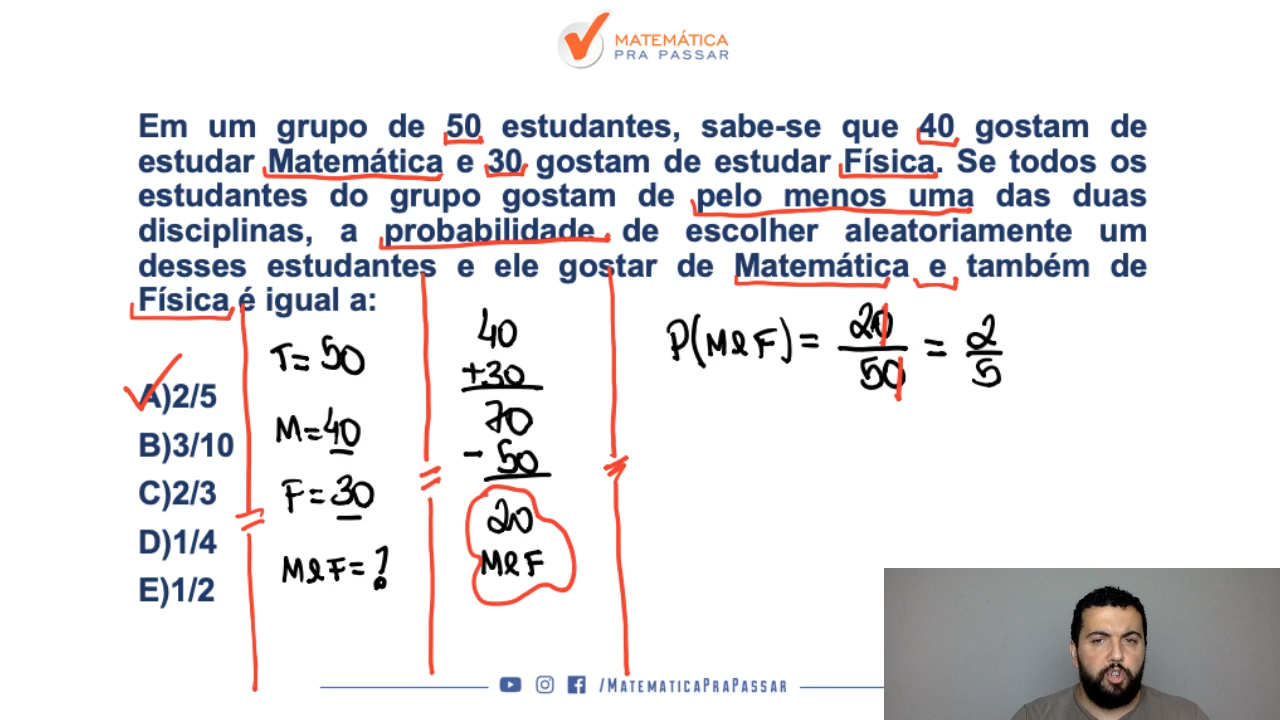 MATEMÁTICA
PRA PASSAR
Em um grupo de 50 estudantes, sabe-se que 40 gostam de
estudar Matemática e 30 gostam de estudar Física. Se todos os
estudantes do grupo gostam de pelo menos uma das duas
disciplinas, a probabilidade de escolher aleatoriamente um
desses estudantes e ele gostar de Matemática e também de
Física é igual a:
A)2/5
B)3/10
C)2/3
D)1/4
E)1/2
T=50
M=40
F=30
MeF=?
40
+30
70
-50
20
MeF
P(MeF)=20/50=2/5
/MATEMATICAPRAPASSAR